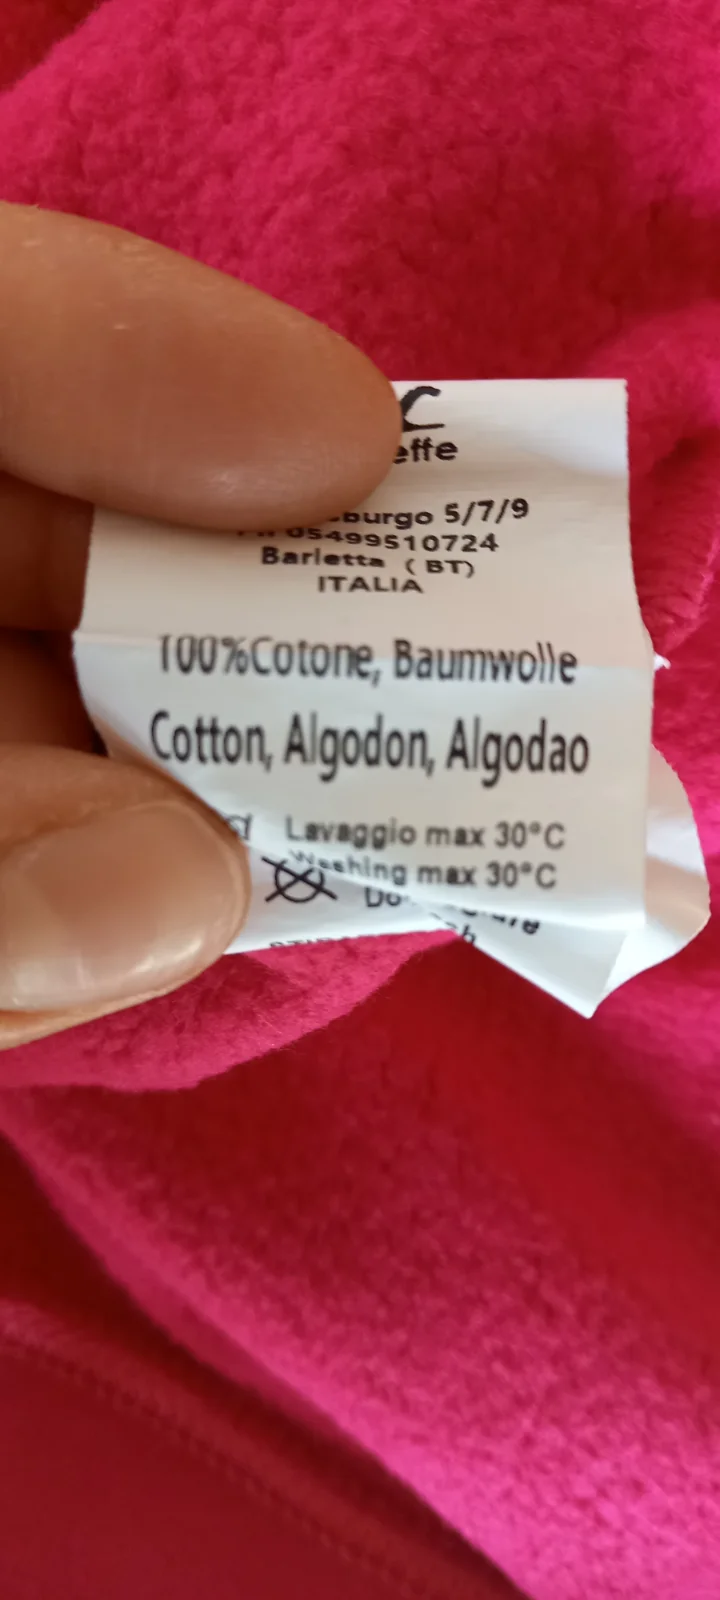 effe
burgo 5/7/9
05499510724
Barletta ( BT)
ITALIA
100%Cotone, Baumwolle
Cotton, Algodon, Algodao
Lavaggio max 30°C
Washing max 30°C